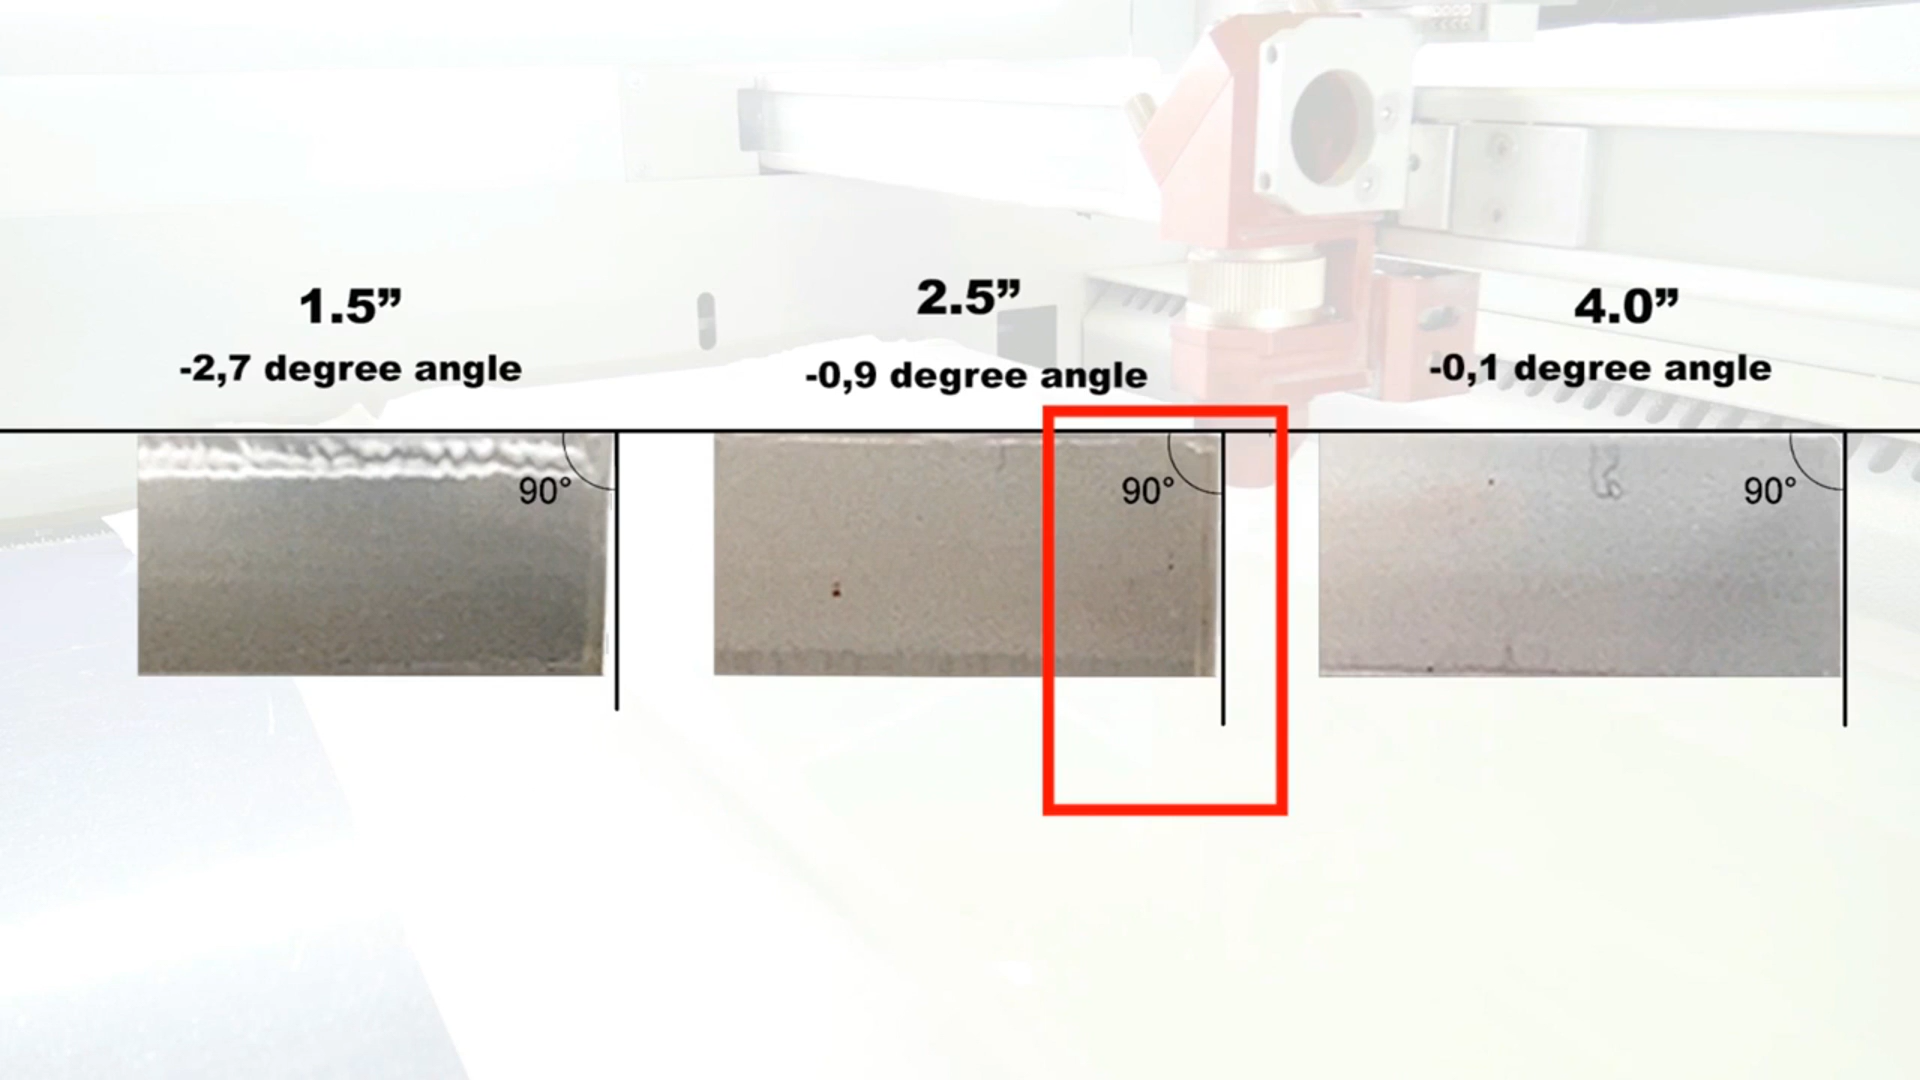 1.5”
-2,7 degree angle
2.5”
-0,9 degree angle
4.0”
-0,1 degree angle
90°
90°
90°